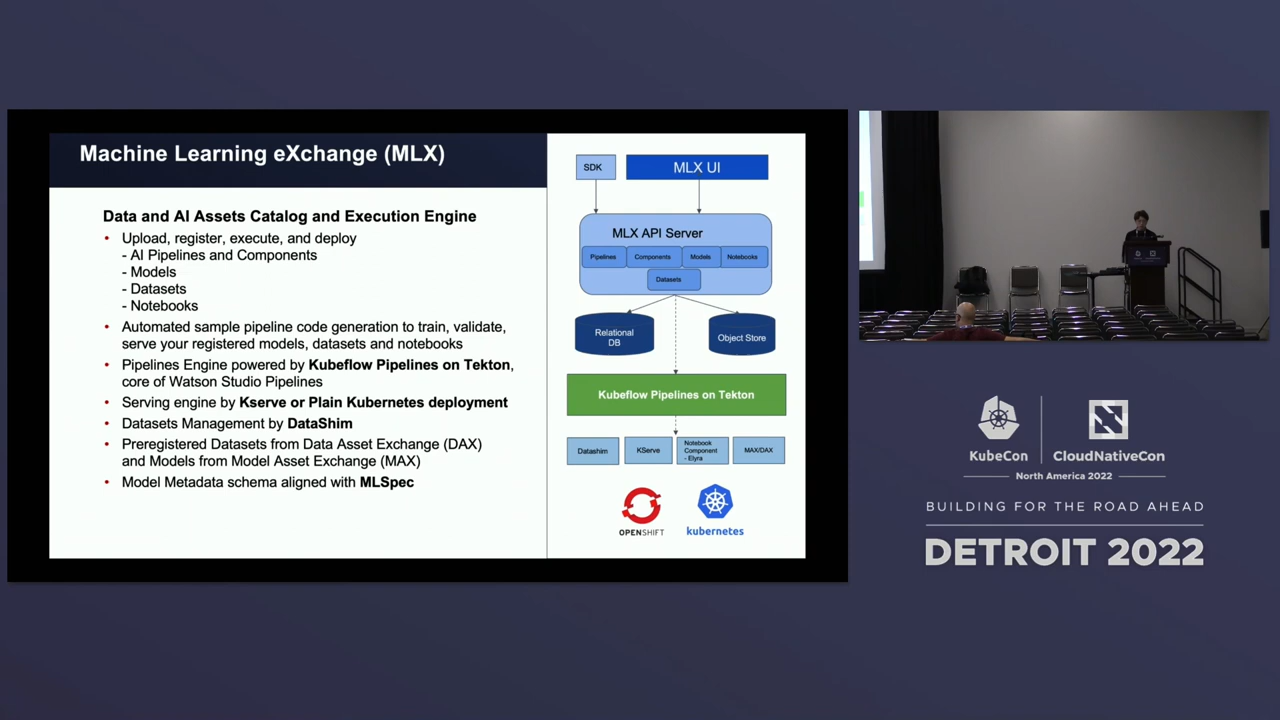 Machine Learning eXchange (MLX)
Data and AI Assets Catalog and Execution Engine
• Upload, register, execute, and deploy
- AI Pipelines and Components
- Models
- Datasets
- Notebooks
• Automated sample pipeline code generation to train, validate,
serve your registered models, datasets and notebooks
• Pipelines Engine powered by Kubeflow Pipelines on Tekton,
core of Watson Studio Pipelines
• Serving engine by Kserve or Plain Kubernetes deployment
• Datasets Management by DataShim
• Preregistered Datasets from Data Asset Exchange (DAX)
and Models from Model Asset Exchange (MAX)
• Model Metadata schema aligned with MLSpec
SDK
MLX UI
MLX API Server
Pipelines
Components
Models
Notebooks
Datasets
Relational
DB
Object Store
Kubeflow Pipelines on Tekton
Datashim
KServe
Notebook
Component
- Elyra
MAX/DAX
OPENSHIFT
kubernetes
KubeCon
CloudNativeCon
North America 2022
BUILDING FOR THE ROAD AHEAD
DETROIT 2022